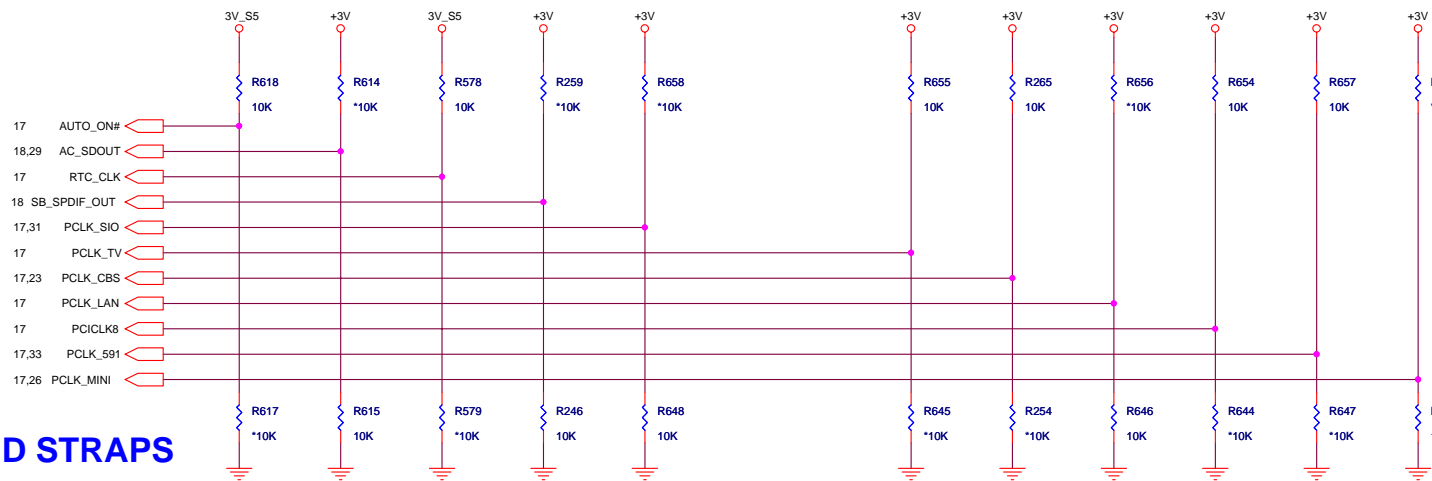 3V_S5 +3V 3V_S5 +3V +3V +3V +3V +3V +3V +3V +3V
R618 R614 R578 R259 R658 R655 R265 R656 R654 R657
10K *10K 10K *10K *10K 10K 10K *10K 10K 10K
17 AUTO_ON#
18,29 AC_SDOUT
17 RTC_CLK
18 SB_SPDIF_OUT
17,31 PCLK_SIO
17 PCLK_TV
17,23 PCLK_CBS
17 PCLK_LAN
17 PCICLK8
17,33 PCLK_591
17,26 PCLK_MINI
R617 R615 R579 R246 R648 R645 R254 R646 R644 R647
*10K 10K *10K 10K 10K *10K *10K 10K *10K *10K
D STRAPS